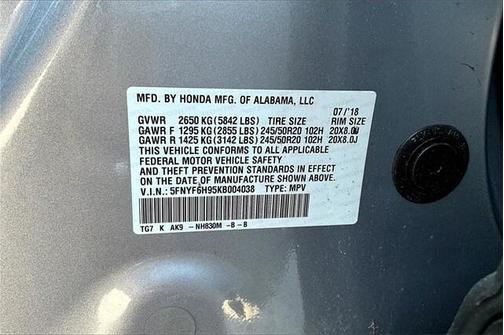 MFD. BY HONDA MFG. OF ALABAMA, LLC
07/'18
GVWR 2650 KG (5842 LBS) TIRE SIZE RIM SIZE
GAWR F 1295 KG (2855 LBS) 245/50R20 102H 20X8.0J
GAWR R 1425 KG (3142 LBS) 245/50R20 102H 20X8.0J
THIS VEHICLE CONFORMS TO ALL APPLICABLE
FEDERAL MOTOR VEHICLE SAFETY
AND THEFT PREVENTION STANDARDS IN EFFECT
ON THE DATE OF MANUFACTURE SHOWN ABOVE.
V.I.N.: 5FNYF6H95KB004038 TYPE: MPV
TG7 K AK9 -NH830M -B-B